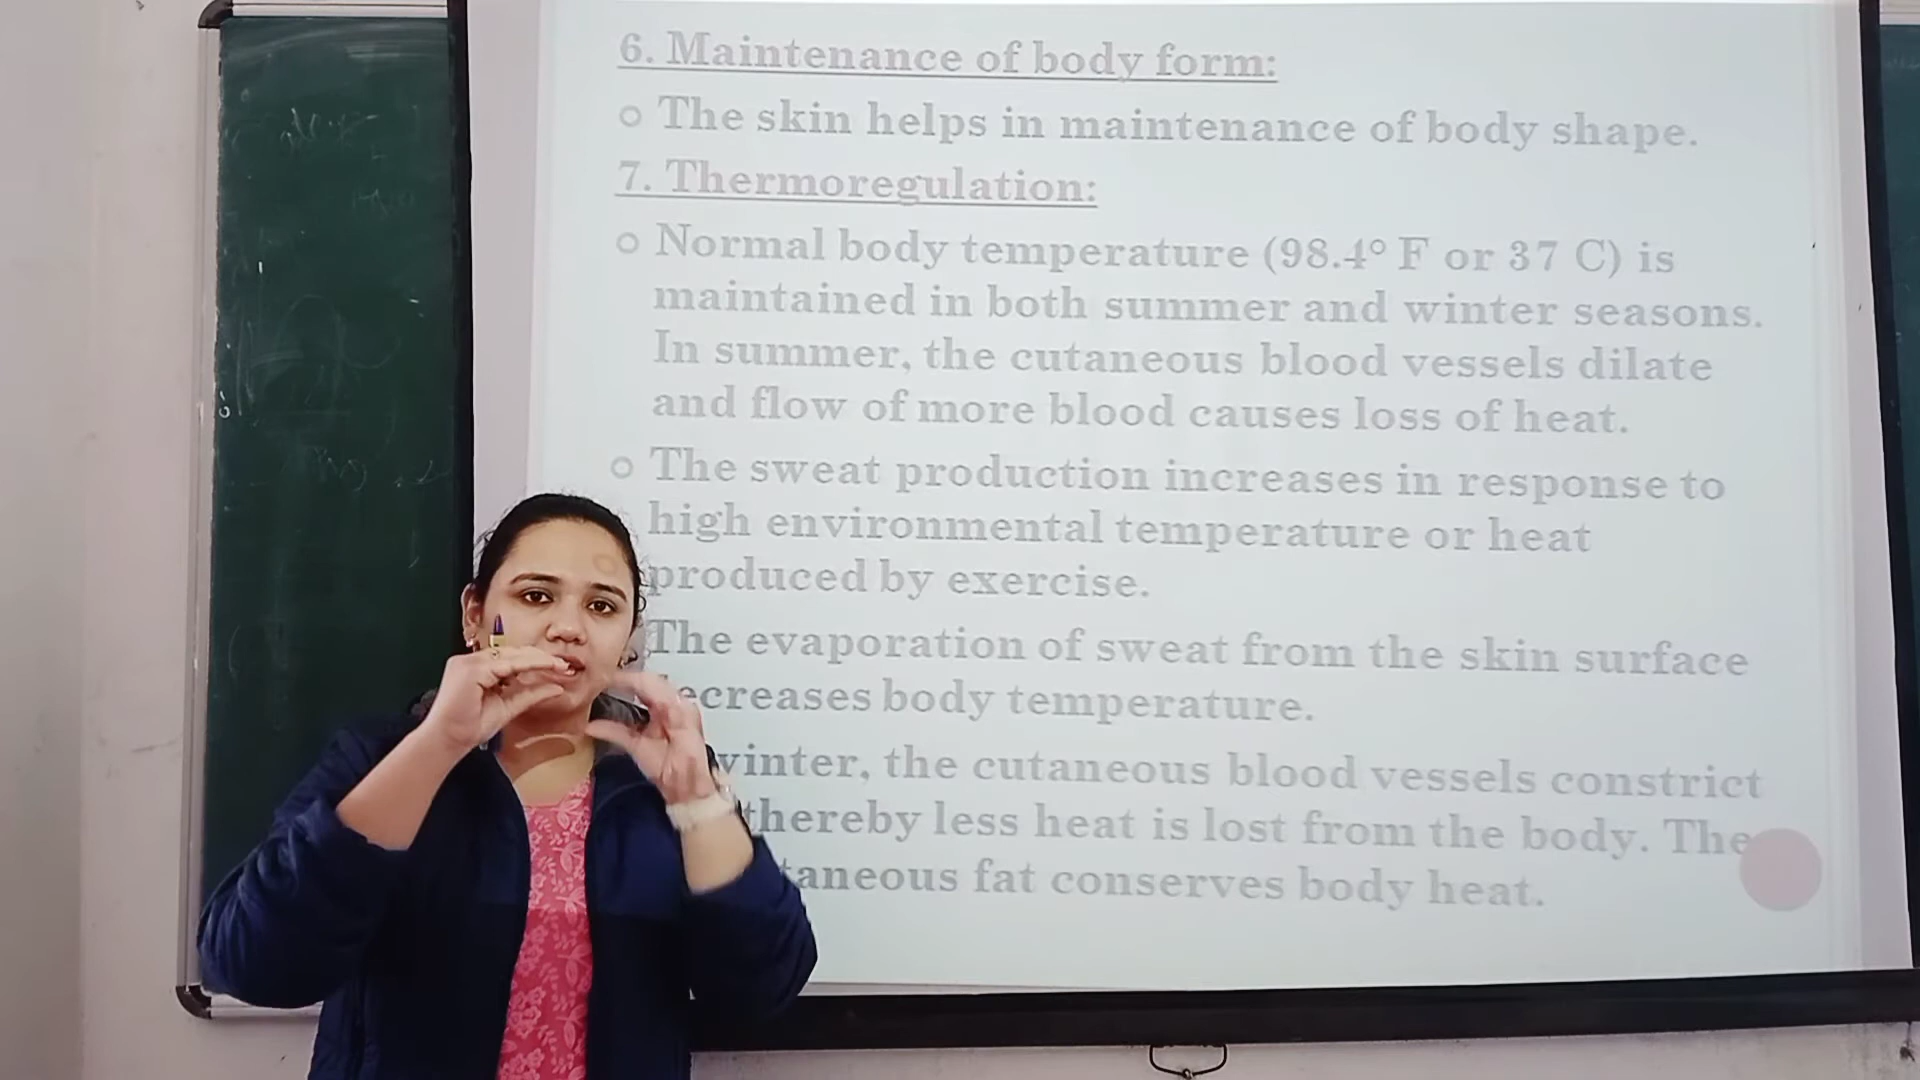 6. Maintenance of body form:
The skin helps in maintenance of body shape.
7. Thermoregulation:
Normal body temperature (98.4° F or 37 C) is
maintained in both summer and winter seasons.
In summer, the cutaneous blood vessels dilate
and flow of more blood causes loss of heat.
The sweat production increases in response to
high environmental temperature or heat
produced by exercise.
The evaporation of sweat from the skin surface
decreases body temperature.
winter, the cutaneous blood vessels constrict
thereby less heat is lost from the body. The
taneous fat conserves body heat.